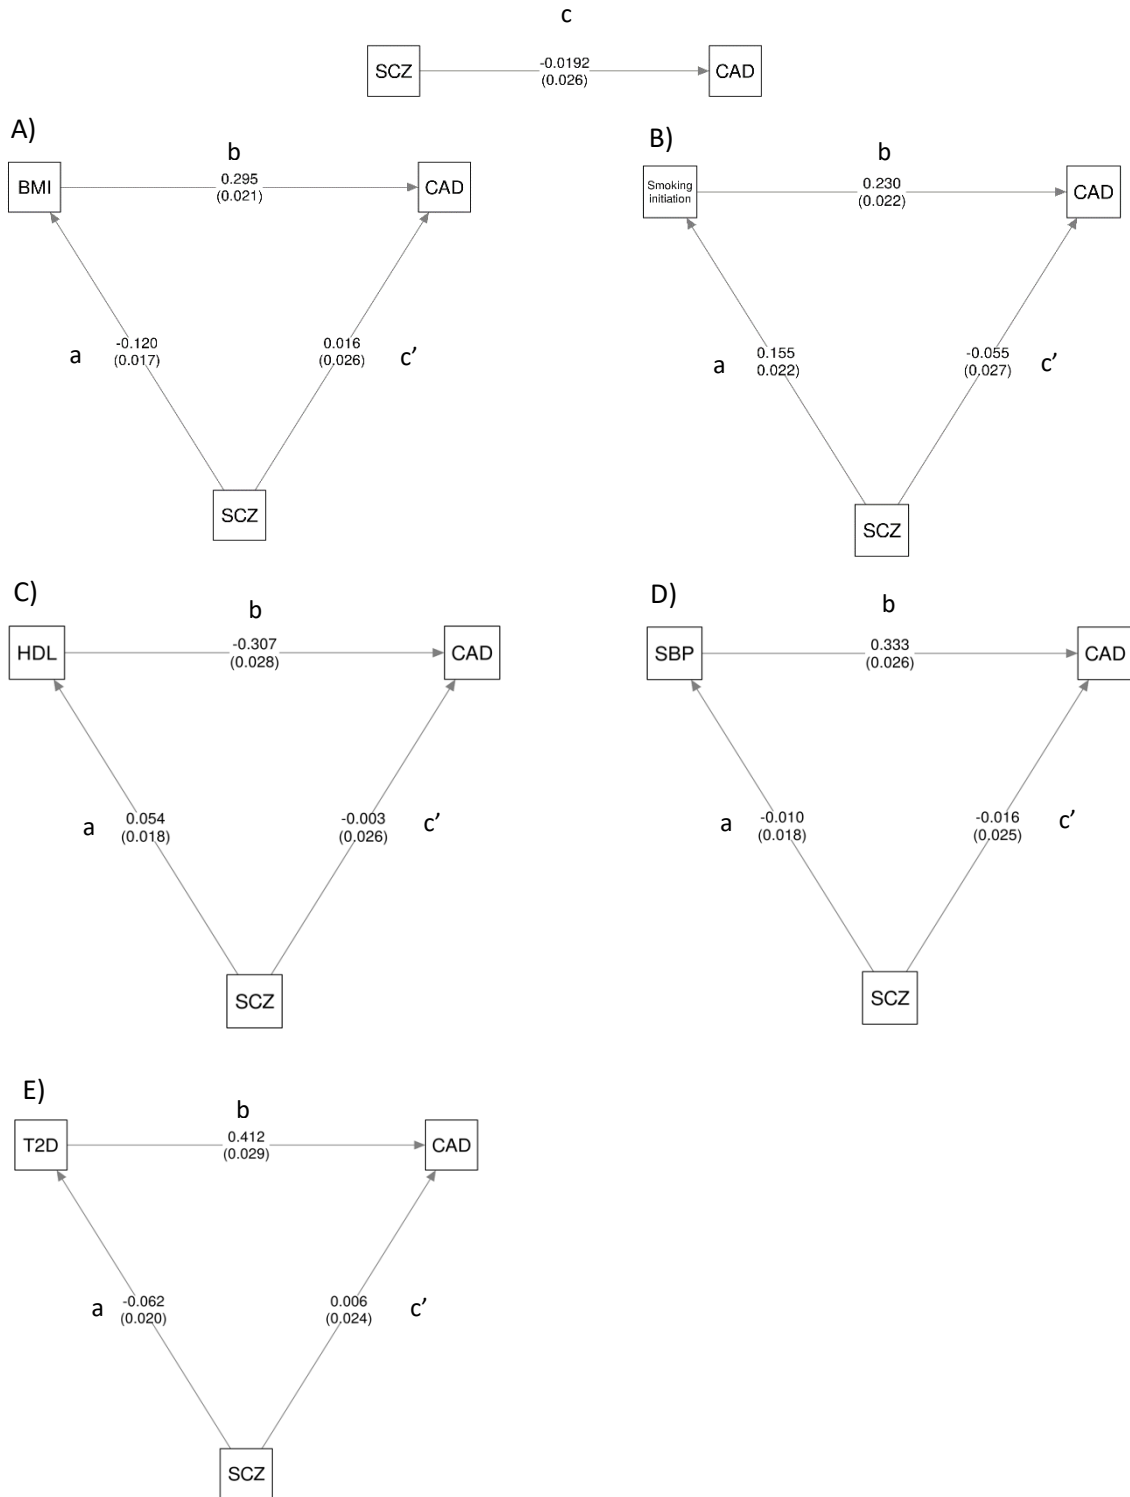 c
SCZ
-0.0192
(0.026)
CAD
A)
b
BMI
0.295
(0.021)
CAD
a
-0.120
(0.017)
0.016
(0.026)
c’
SCZ
B)
b
Smoking
initiation
0.230
(0.022)
CAD
a
0.155
0.022)
-0.055
(0.027)
c’
SCZ
C)
b
HDL
-0.307
(0.028)
CAD
a
0.054
(0.018)
-0.003
(0.026)
c’
SCZ
D)
b
SBP
0.333
(0.026)
CAD
a
-0.010
(0.018)
-0.016
(0.025)
c’
SCZ
E)
b
T2D
0.412
(0.029)
CAD
a
-0.062
(0.020)
0.006
(0.024)
c’
SCZ